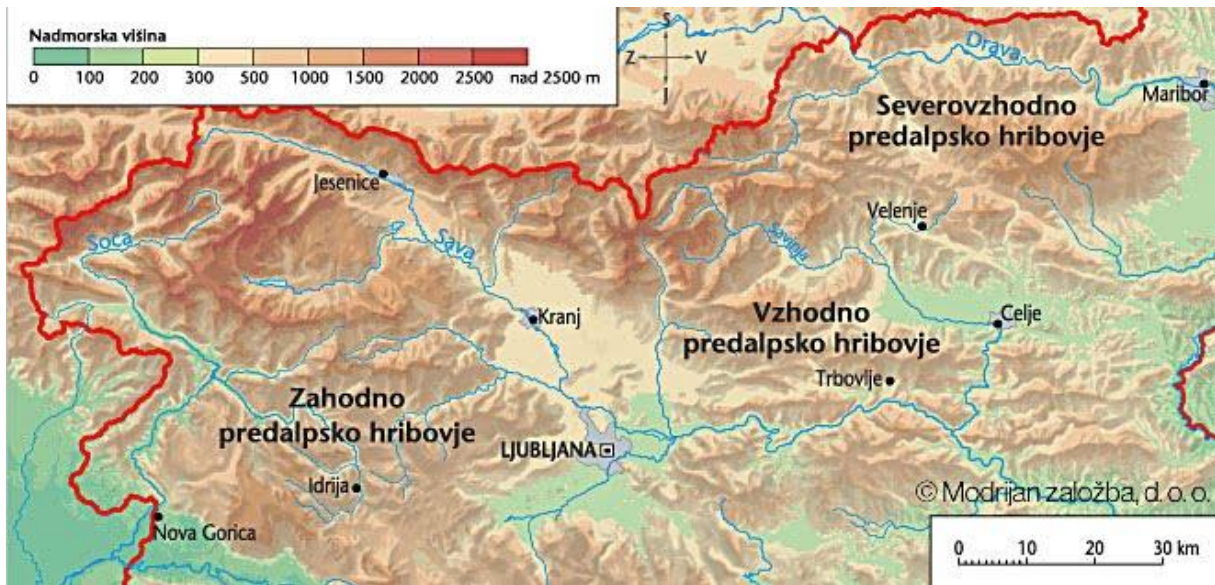 Nadmorska višina
0 100 200 300 500 1000 1500 2000 2500 nad 2500 m
S
Z V
J
Drava
Maribor
Severovzhodno
predalpsko hribovje
Jesenice
Velenje
Soča
Sava
Savinja
Kranj
Celje
Vzhodno
predalpsko hribovje
Trbovlje
Zahodno
predalpsko hribovje
LJUBLJANA
Idrija
© Modrijan založba, d. o. o.
Nova Gorica
0 10 20 30 km